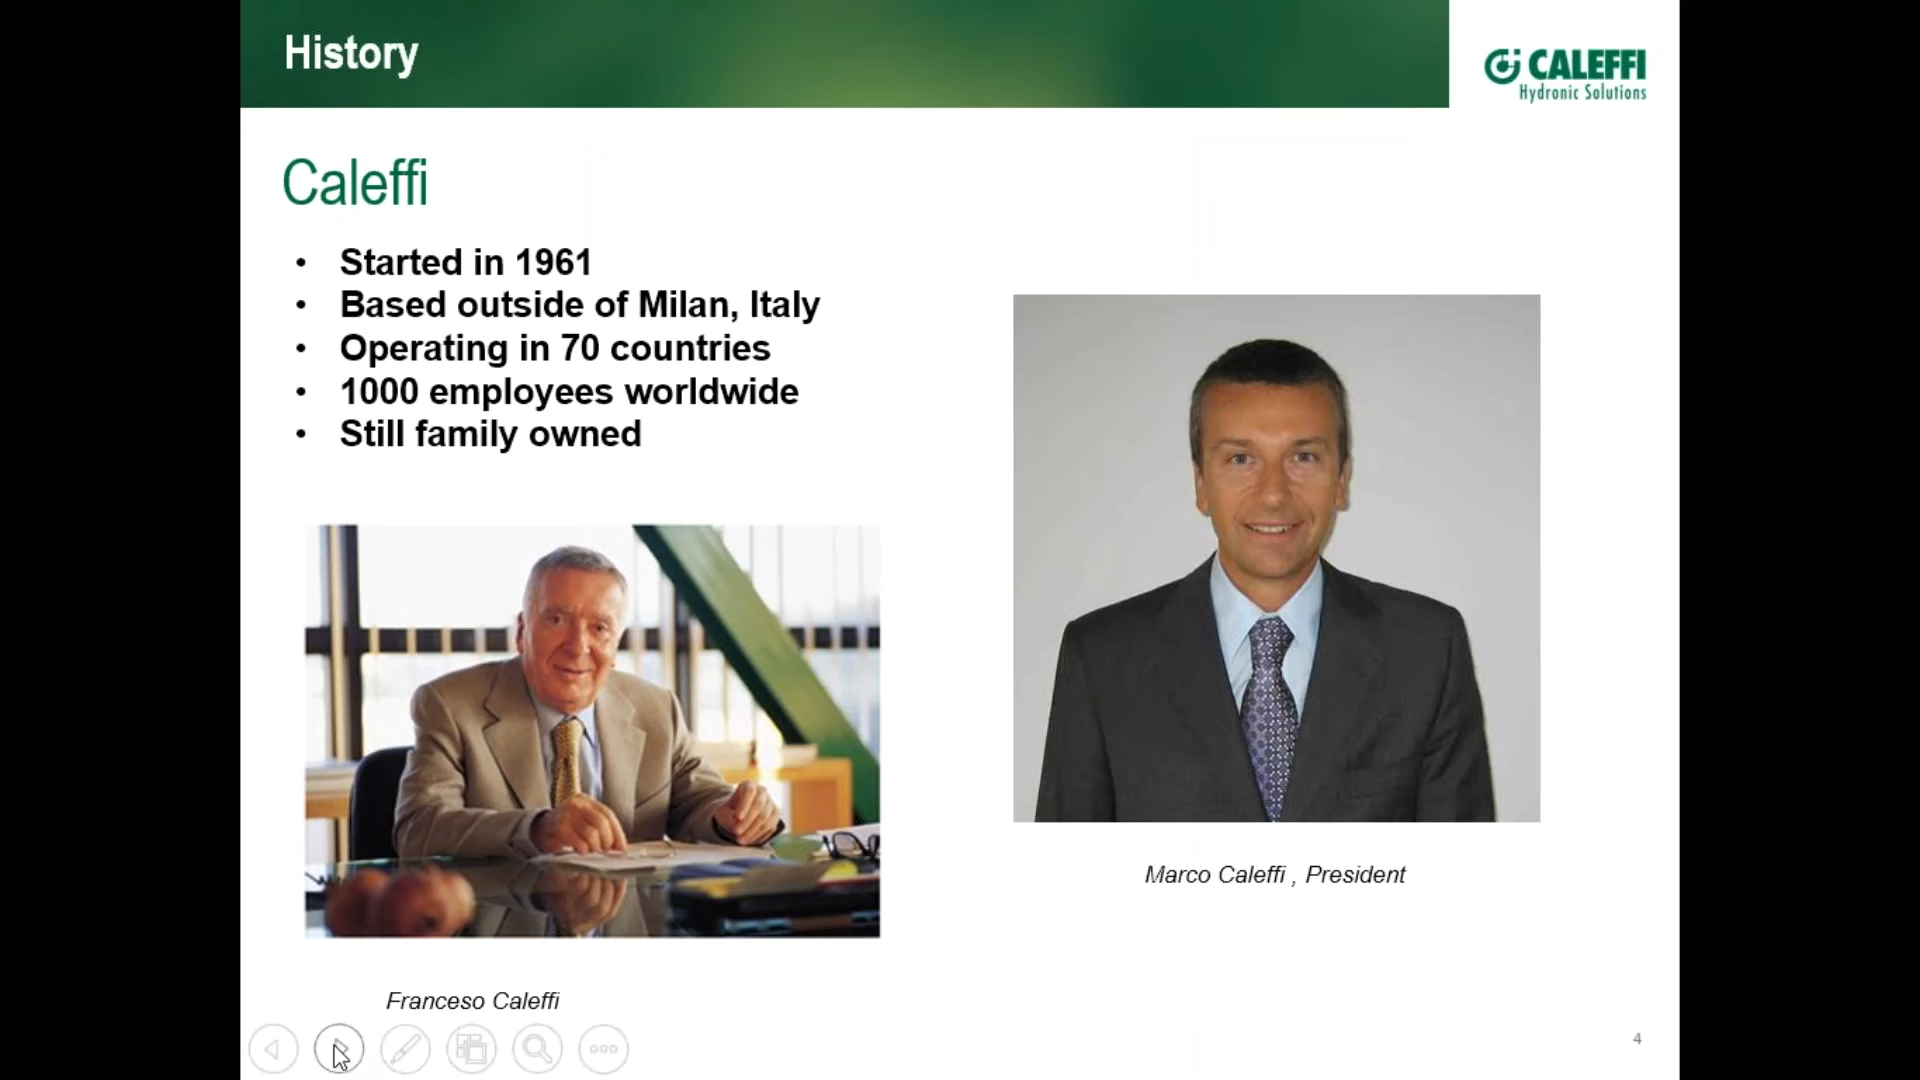 History
CALEFFI
Hydronic Solutions
Caleffi
• Started in 1961
• Based outside of Milan, Italy
• Operating in 70 countries
• 1000 employees worldwide
• Still family owned
Marco Caleffi , President
Franceso Caleffi
4